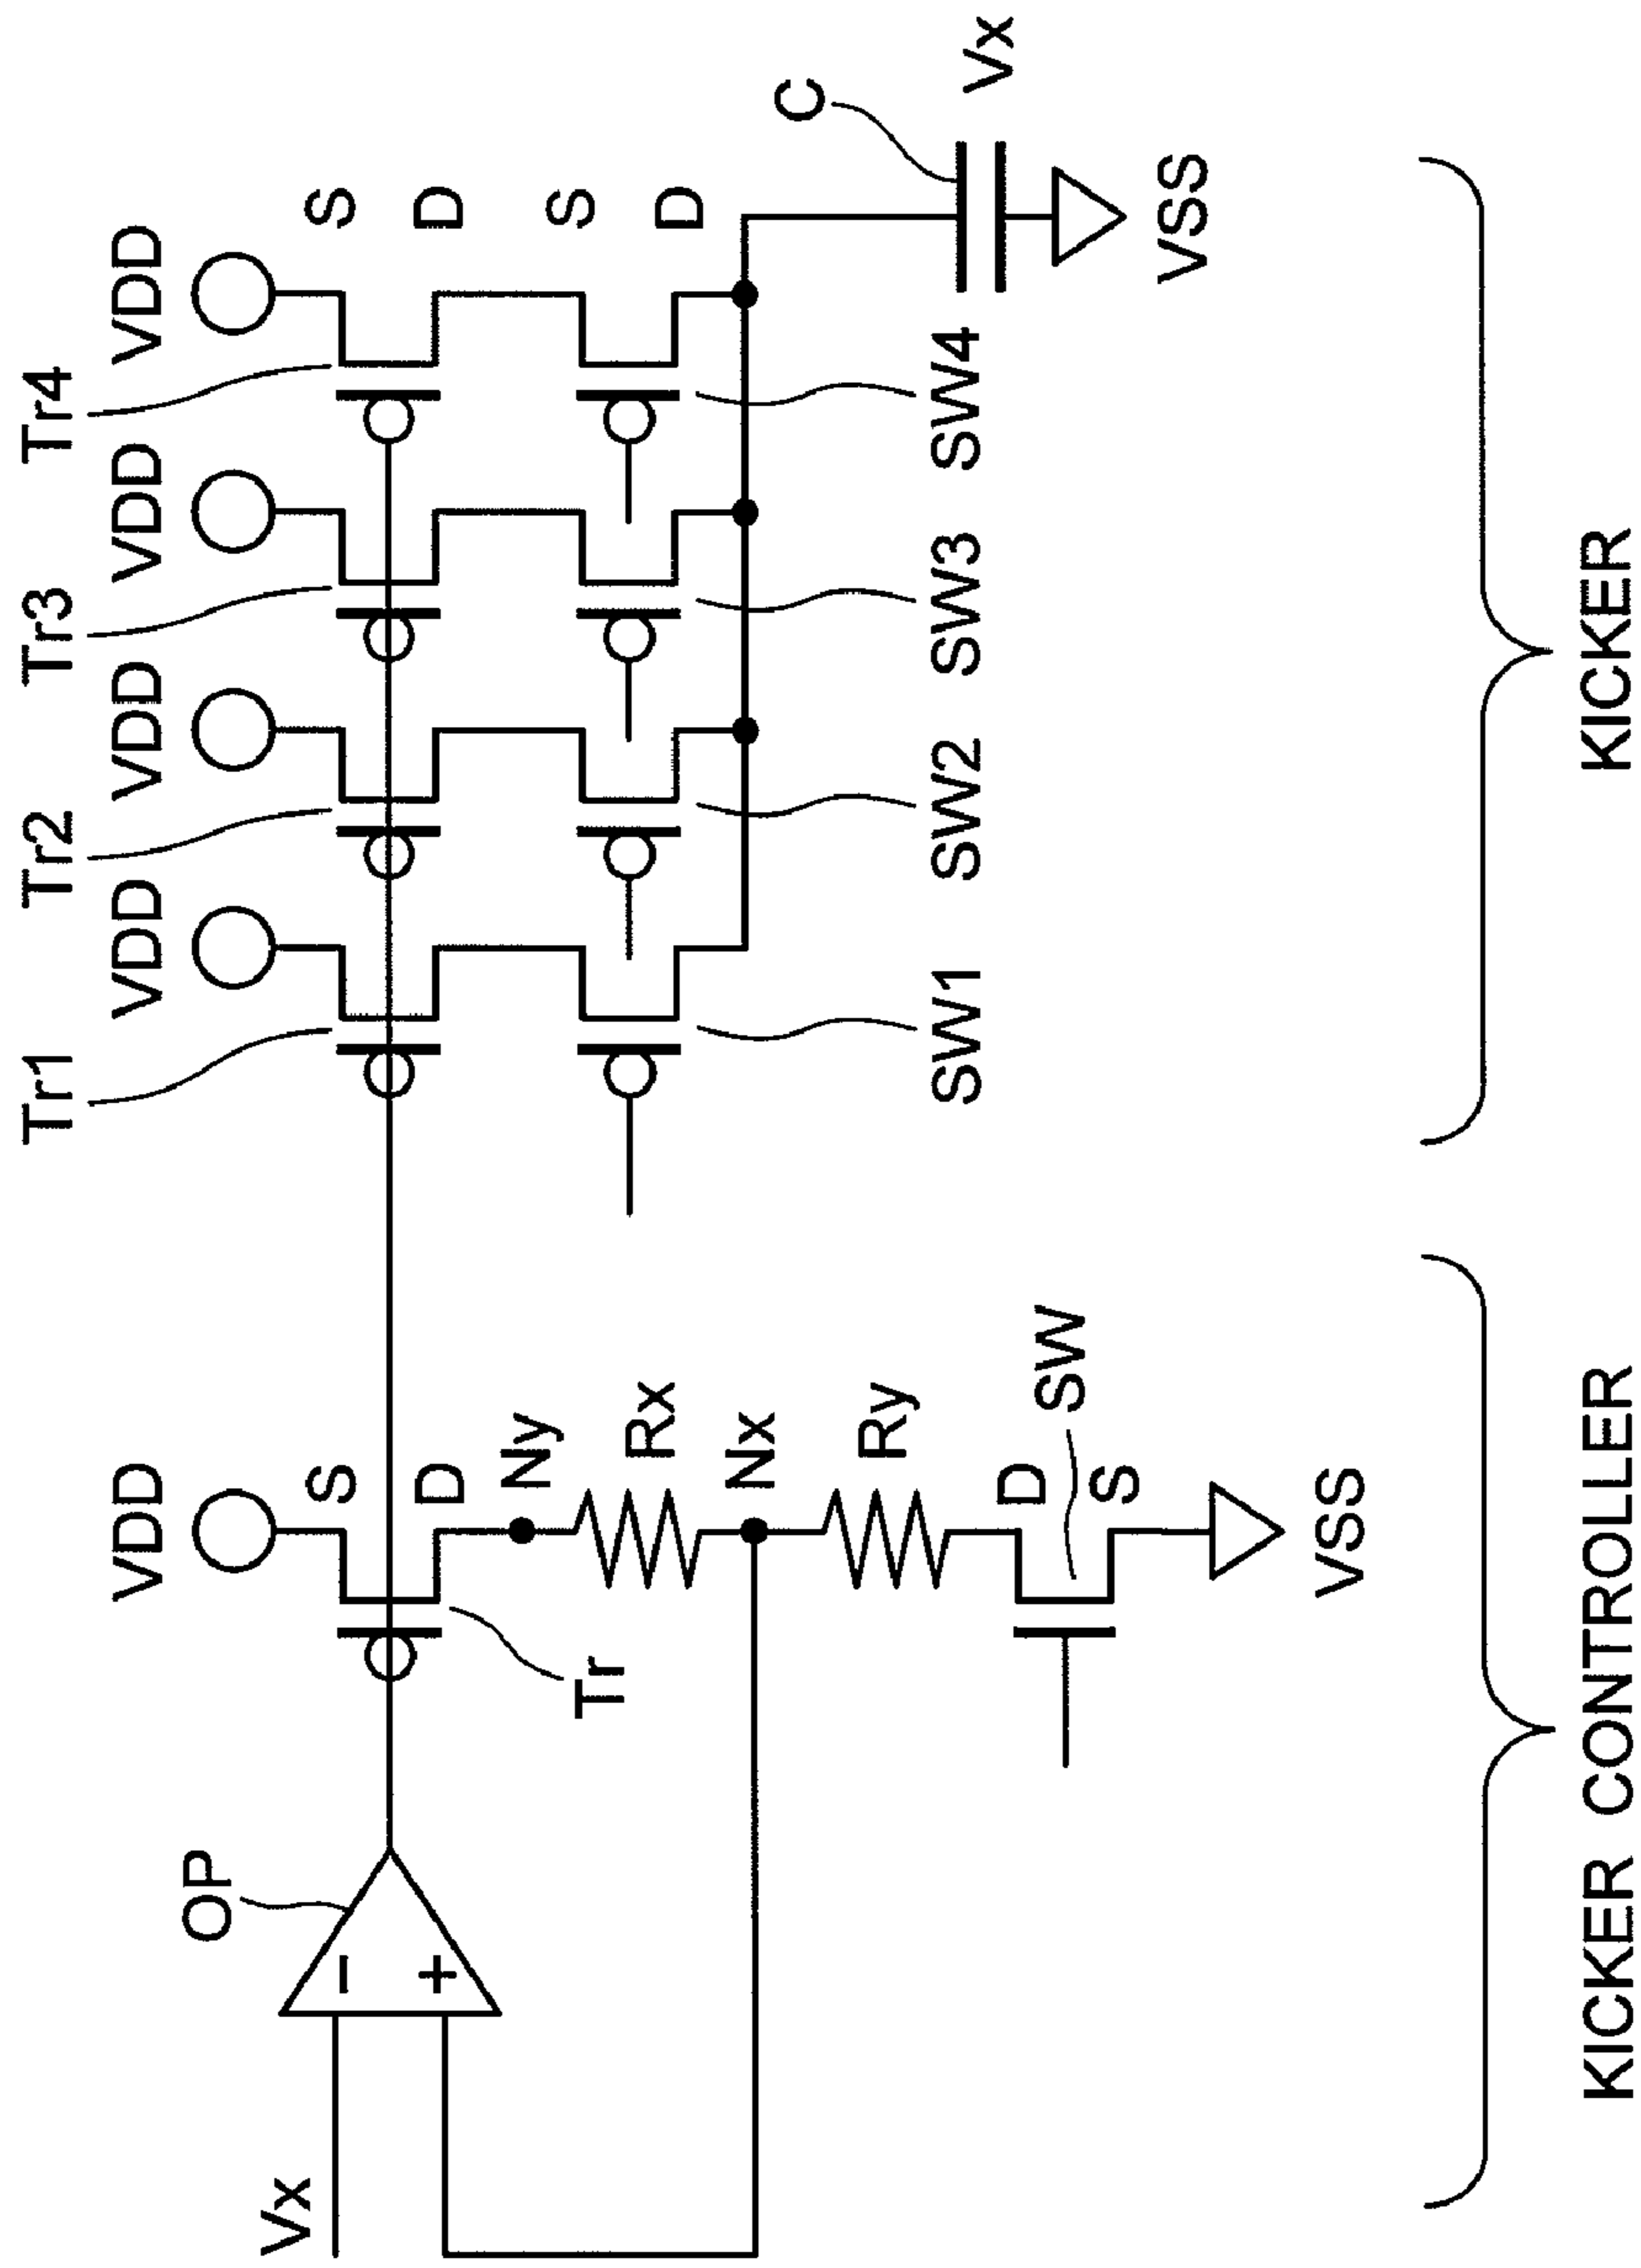 Tr1
Tr2
Tr3
Tr4
VDD
VDD
VDD
VDD
VDD
OP
Vx
−
+
S
D
S
D
Tr
Ny
Rx
Nx
Ry
S
D
S
D
SW1
SW2
SW3
SW4
C
Vx
D
SW
S
VSS
VSS
KICKER CONTROLLER
KICKER